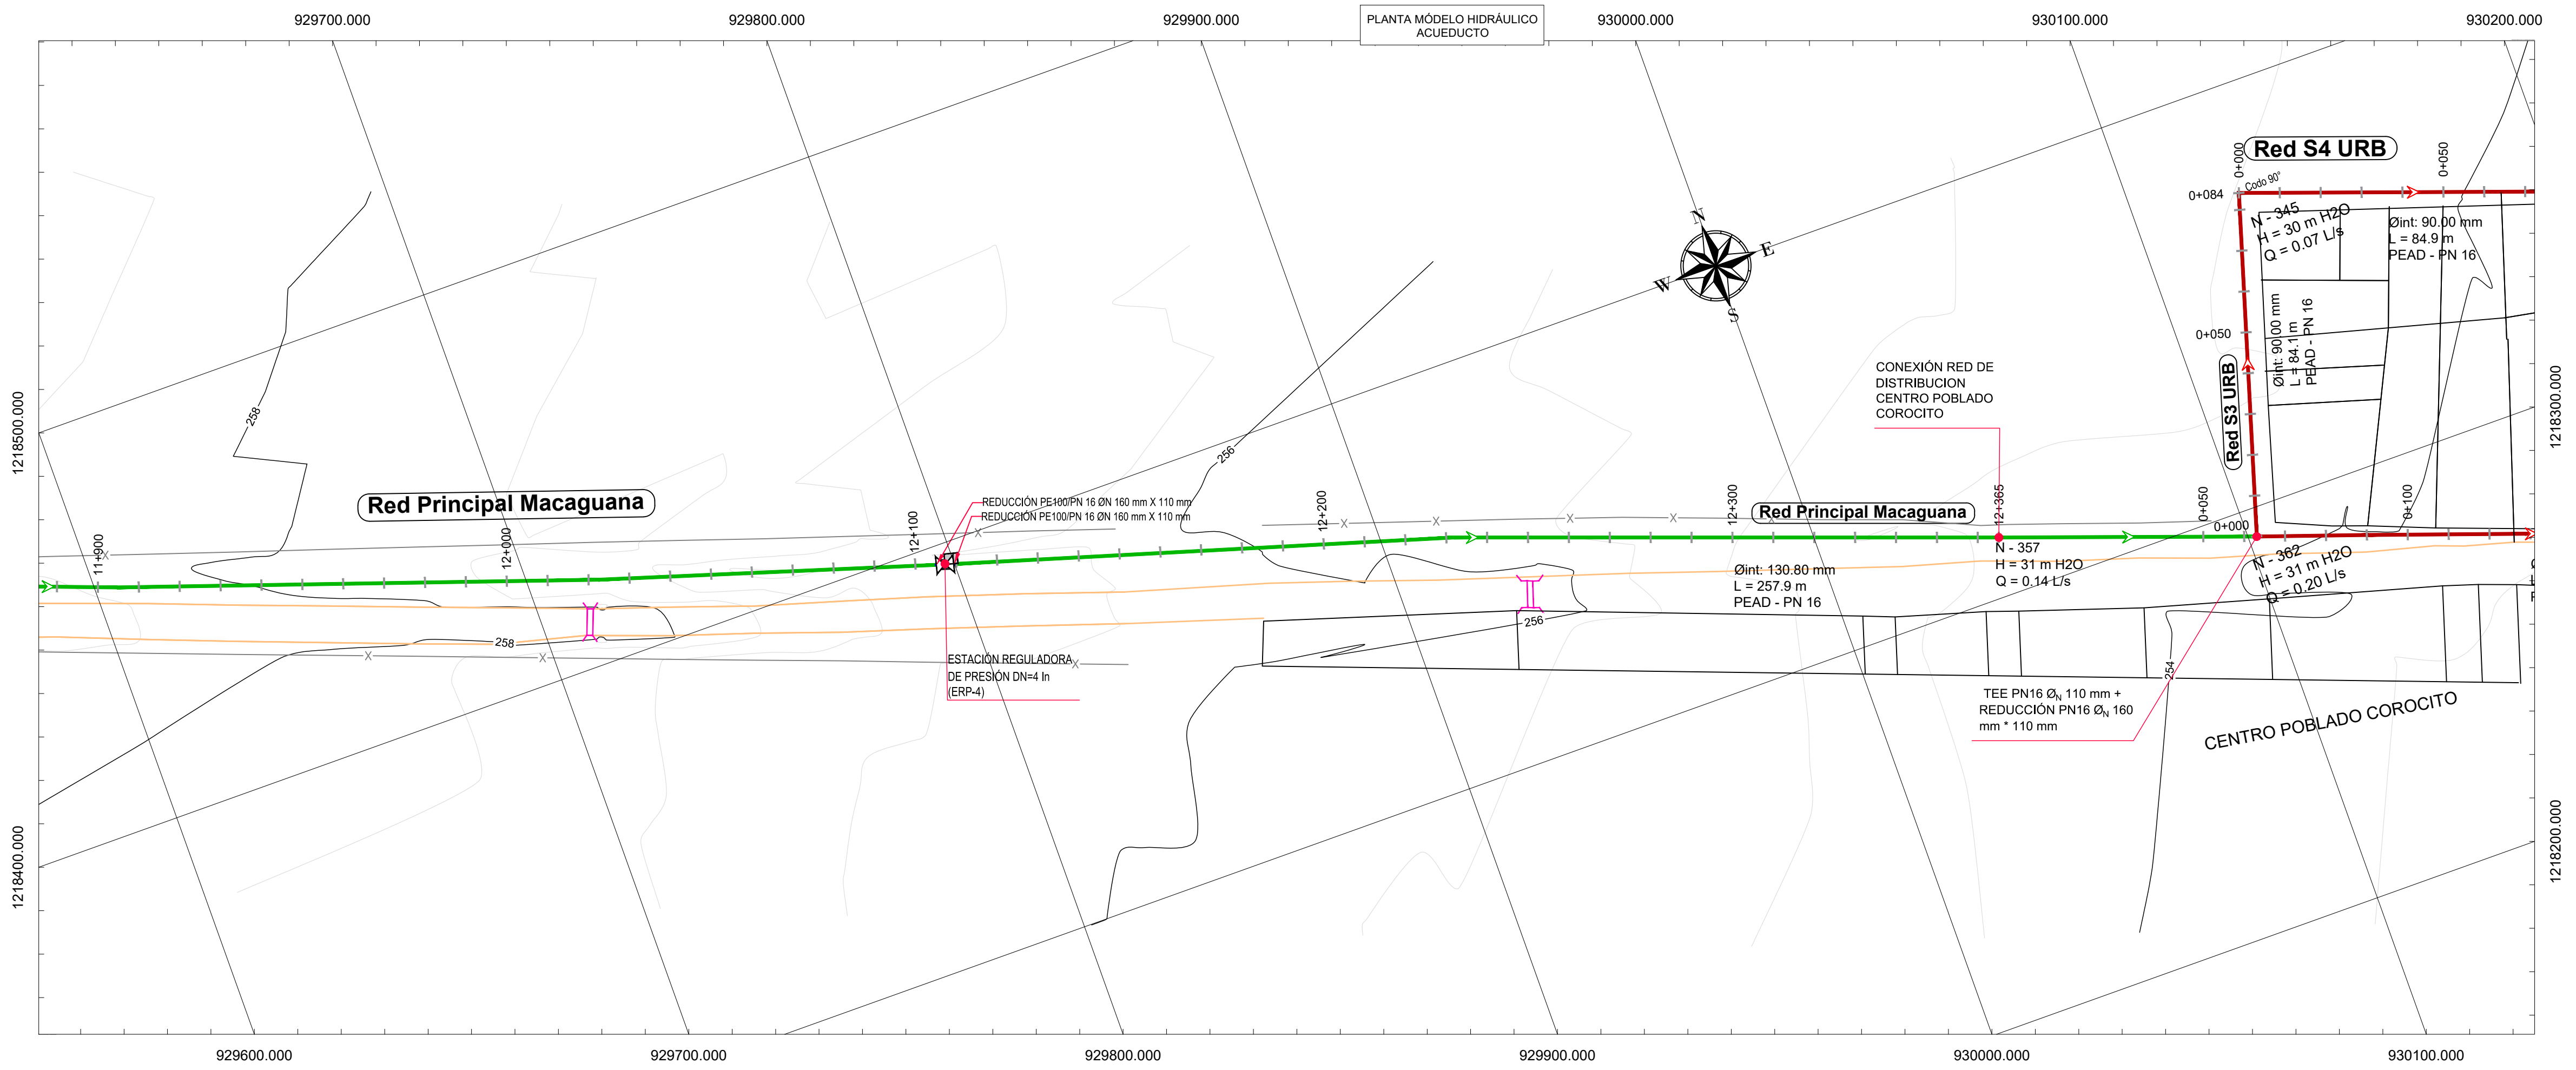 929700.000
929800.000
929900.000
PLANTA MÓDELO HIDRÁULICO
ACUEDUCTO
930000.000
930100.000
930200.000
Red S4 URB
0+000
0+050
0+084
Codo 90°
N - 345
H = 30 m H2O
Q = 0.07 L/s
Øint: 90.00 mm
L = 84.9 m
PEAD - PN 16
N
E
W
S
0+050
Øint: 90.00 mm
L = 84.1 m
PEAD - PN 16
Red S3 URB
CONEXIÓN RED DE
DISTRIBUCION
CENTRO POBLADO
COROCITO
1218500.000
1218300.000
258
256
Red Principal Macaguana
REDUCCIÓN PE100/PN 16 ØN 160 mm X 110 mm
REDUCCIÓN PE100/PN 16 ØN 160 mm X 110 mm
Red Principal Macaguana
11+900
12+000
12+100
12+200
12+300
12+365
0+050
0+000
0+100
X
X
X
X
X
X
X
X
X
X
N - 357
H = 31 m H2O
Q = 0.14 L/s
N - 362
H = 31 m H2O
Q = 0.20 L/s
Øint: 130.80 mm
L = 257.9 m
PEAD - PN 16
258
256
254
ESTACIÓN REGULADORA
DE PRESIÓN DN=4 In
(ERP-4)
TEE PN16 ØN 110 mm +
REDUCCIÓN PN16 ØN 160
mm * 110 mm
CENTRO POBLADO COROCITO
1218400.000
1218200.000
929600.000
929700.000
929800.000
929900.000
930000.000
930100.000